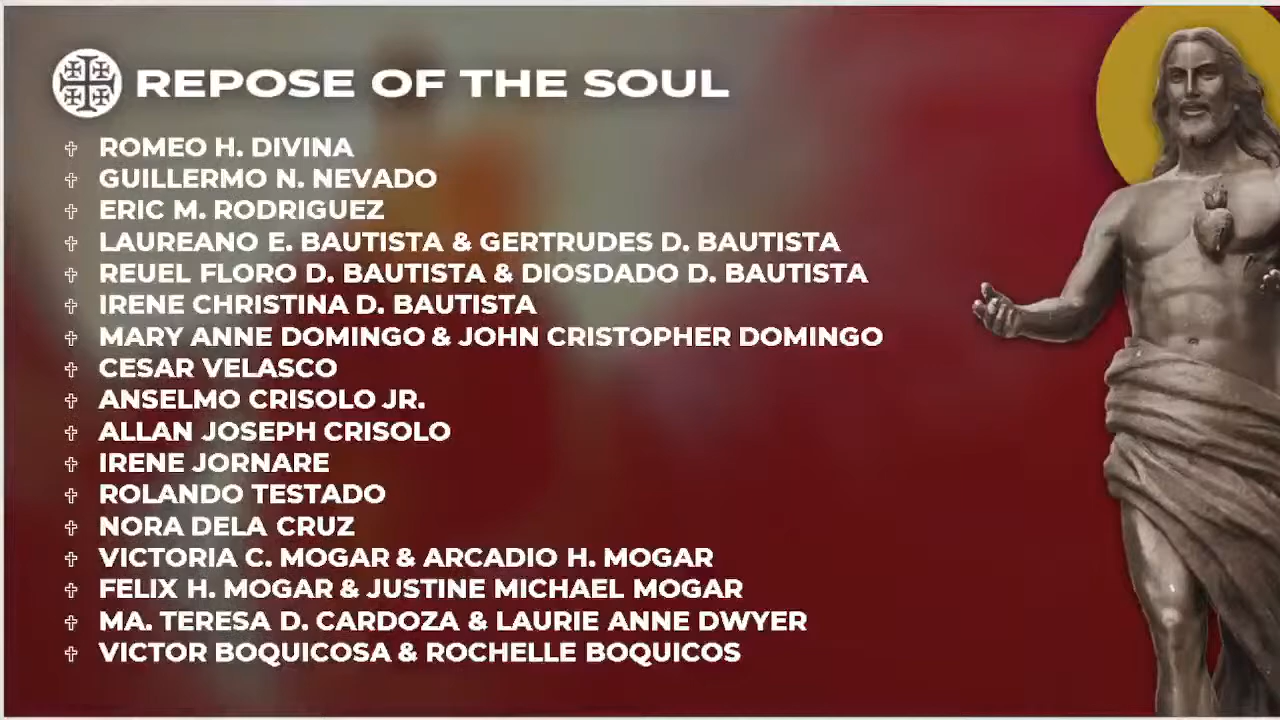 REPOSE OF THE SOUL
ROMEO H. DIVINA
GUILLERMO N. NEVADO
ERIC M. RODRIGUEZ
LAUREANO E. BAUTISTA & GERTRUDES D. BAUTISTA
REUEL FLORO D. BAUTISTA & DIOSDADO D. BAUTISTA
IRENE CHRISTINA D. BAUTISTA
MARY ANNE DOMINGO & JOHN CRISTOPHER DOMINGO
CESAR VELASCO
ANSELMO CRISOLO JR.
ALLAN JOSEPH CRISOLO
IRENE JORNARE
ROLANDO TESTADO
NORA DELA CRUZ
VICTORIA C. MOGAR & ARCADIO H. MOGAR
FELIX H. MOGAR & JUSTINE MICHAEL MOGAR
MA. TERESA D. CARDOZA & LAURIE ANNE DWYER
VICTOR BOQUICOSA & ROCHELLE BOQUICOS